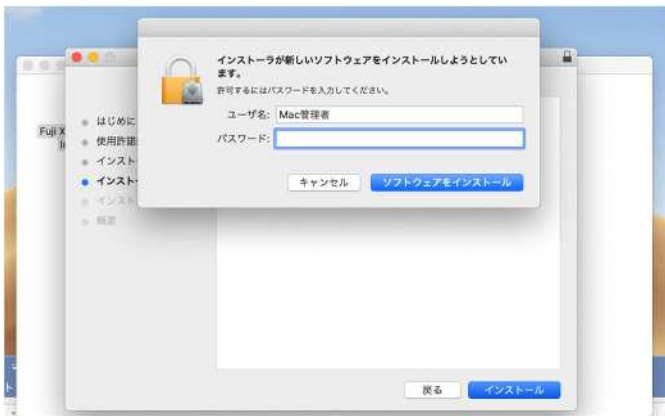 インストーラが新しいソフトウェアをインストールしようとしてい
ます。
許可するにはパスワードを入力してください。
ユーザ名: Mac管理者
パスワード:
キャンセル
ソフトウェアをインストール
Fuji X
はじめに
使用許諾
インスト
インスト
インスト
概要
戻る
インストール